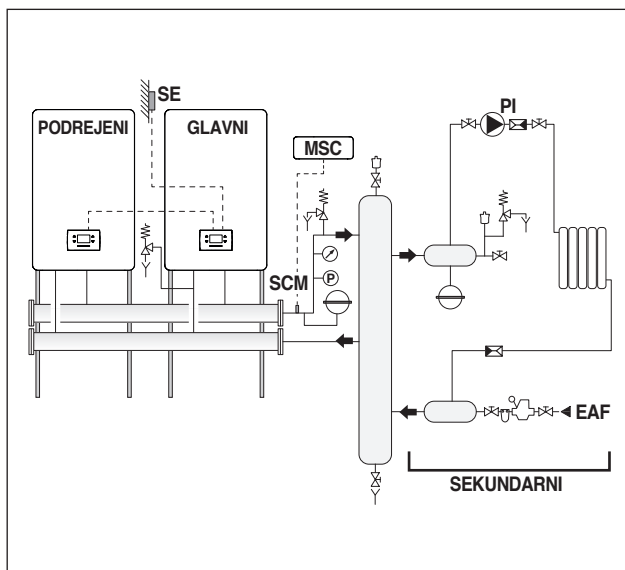 SE
PI
PODREJENI
GLAVNI
MSC
SCM
P
EAF
SEKUNDARNI